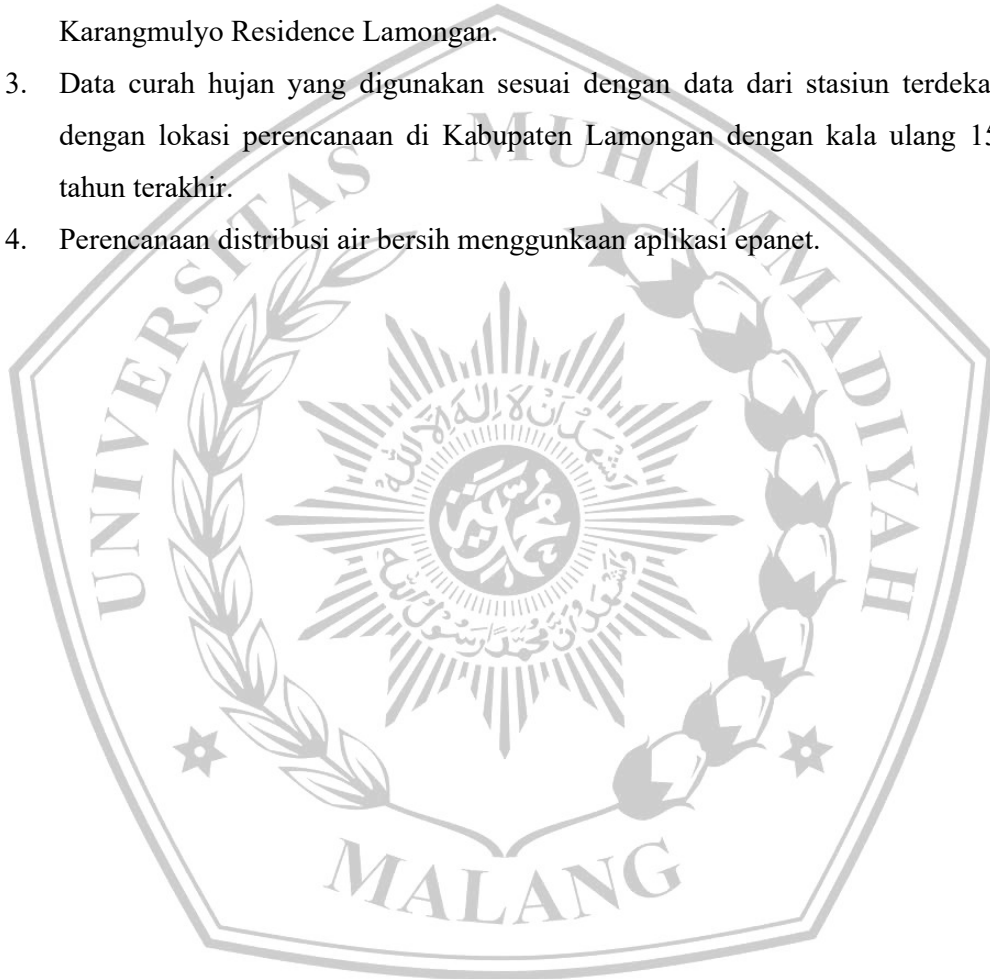 Karangmulyo Residence Lamongan.
3. Data curah hujan yang digunakan sesuai dengan data dari stasiun terdeka
dengan lokasi perencanaan di Kabupaten Lamongan dengan kala ulang 15
tahun terakhir.
4. Perencanaan distribusi air bersih menggunkaan aplikasi epanet.
UNIVERSITAS MUHAMMADIYAH
MALANG